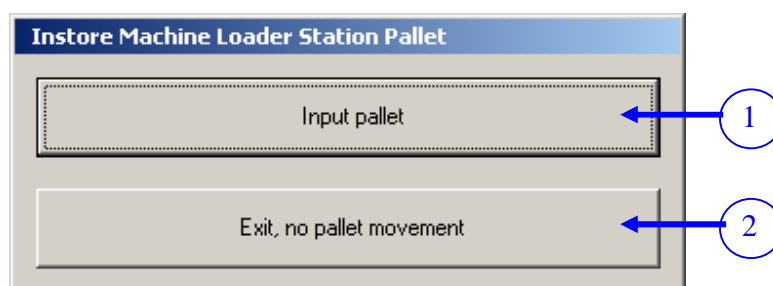 Instore Machine Loader Station Pallet
Input pallet
1
Exit, no pallet movement
2